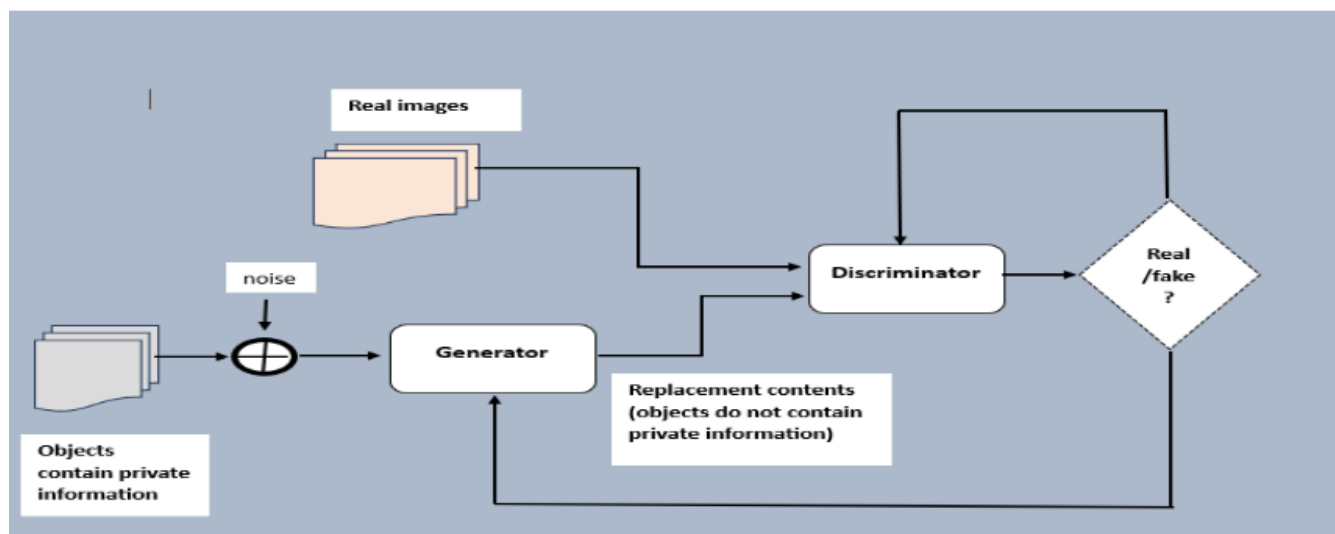 Real images
noise
Objects
contain private
information
Generator
Replacement contents
(objects do not contain
private information)
Discriminator
Real
/fake
?